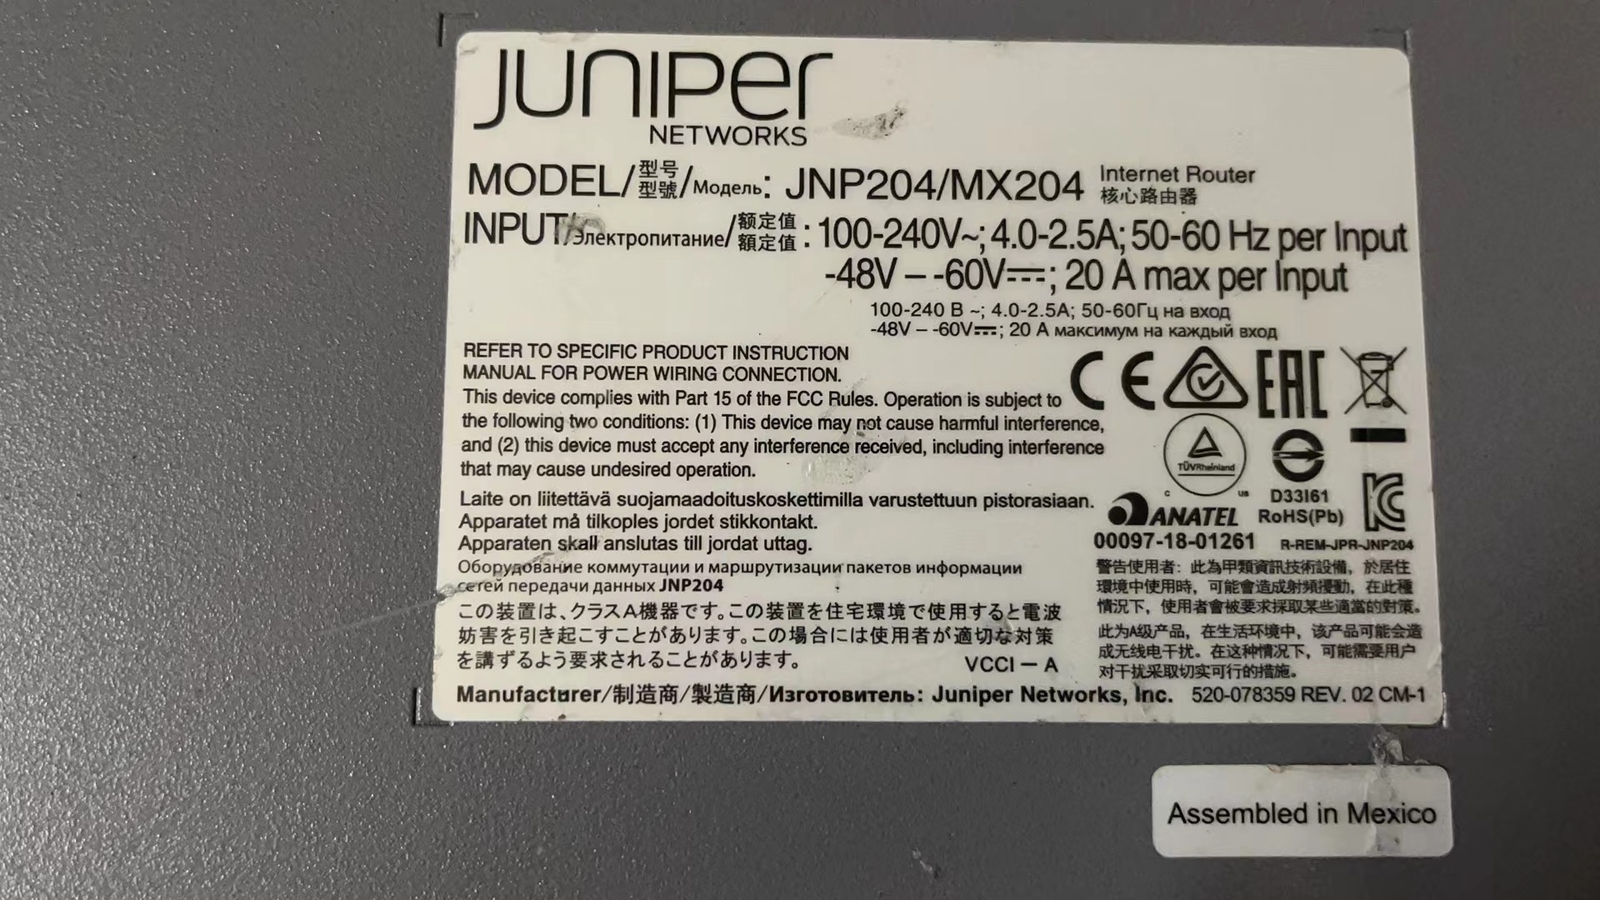 Juniper
NETWORKS
MODEL/型号/型號/Модель: JNP204/MX204 Internet Router 核心路由器
INPUT/Электропитание/额定值/額定值: 100-240V~; 4.0-2.5A; 50-60 Hz per Input
-48V – -60V⎓; 20 A max per Input
100-240 В ~; 4.0-2.5A; 50-60Гц на вход
-48V – -60V⎓; 20 А максимум на каждый вход
REFER TO SPECIFIC PRODUCT INSTRUCTION
MANUAL FOR POWER WIRING CONNECTION.
This device complies with Part 15 of the FCC Rules. Operation is subject to
the following two conditions: (1) This device may not cause harmful interference,
and (2) this device must accept any interference received, including interference
that may cause undesired operation.
Laite on liitettävä suojamaadoituskoskettimilla varustettuun pistorasiaan.
Apparatet må tilkoples jordet stikkontakt.
Apparaten skall anslutas till jordat uttag.
Оборудование коммутации и маршрутизации пакетов информации
сетей передачи данных JNP204
この装置は、クラスA機器です。この装置を住宅環境で使用すると電波
妨害を引き起こすことがあります。この場合には使用者が適切な対策
を講ずるよう要求されることがあります。 VCCI – A
CE EAC
TÜVRheinland
C US
D33I61
RoHS(Pb)
ANATEL
00097-18-01261
R-REM-JPR-JNP204
警告使用者：此為甲類資訊技術設備，於居住
環境中使用時，可能會造成射頻擾動，在此種
情況下，使用者會被要求採取某些適當的對策。
此为A级产品，在生活环境中，该产品可能会造
成无线电干扰。在这种情况下，可能需要用户
对干扰采取切实可行的措施。
Manufacturer/制造商/製造商/Изготовитель: Juniper Networks, Inc. 520-078359 REV. 02 CM-1
Assembled in Mexico